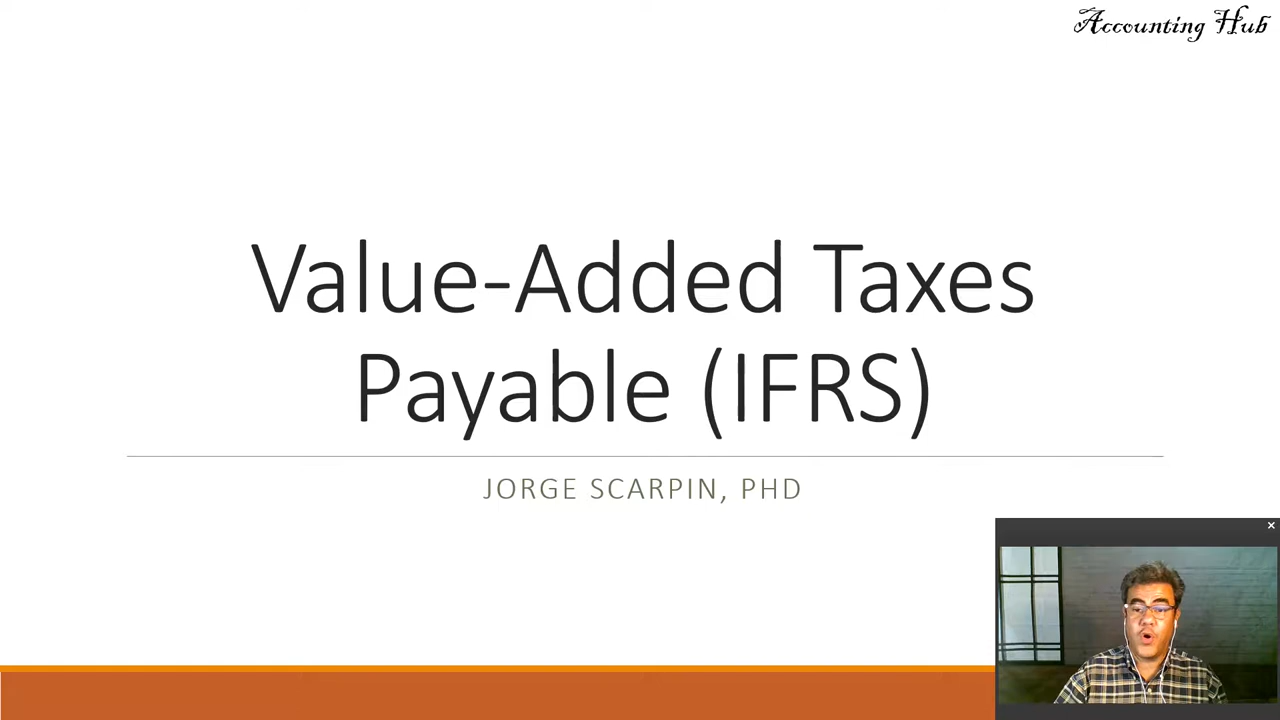 Accounting Hub
Value-Added Taxes
Payable (IFRS)
JORGE SCARPIN, PHD